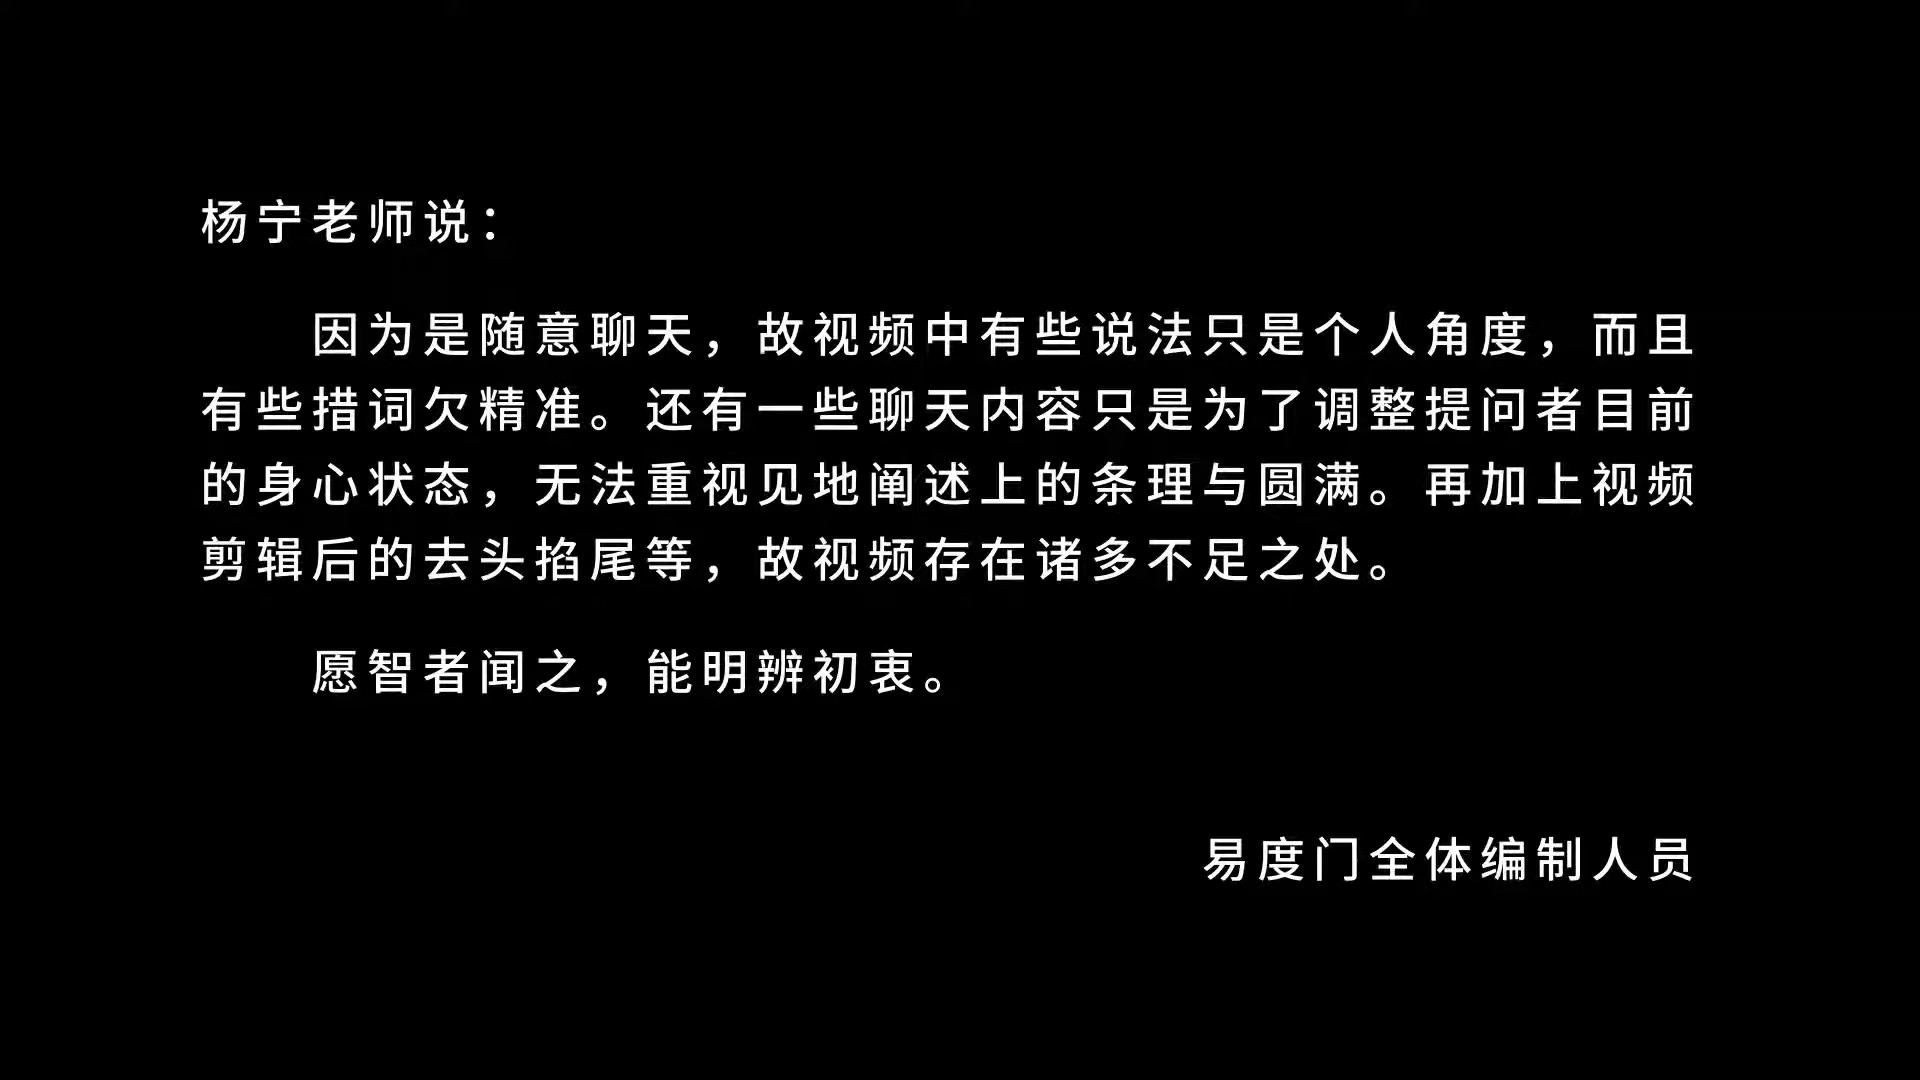 杨宁老师说：
因为是随意聊天，故视频中有些说法只是个人角度，而且
有些措词欠精准。还有一些聊天内容只是为了调整提问者目前
的身心状态，无法重视见地阐述上的条理与圆满。再加上视频
剪辑后的去头掐尾等，故视频存在诸多不足之处。
愿智者闻之，能明辨初衷。
易度门全体编制人员